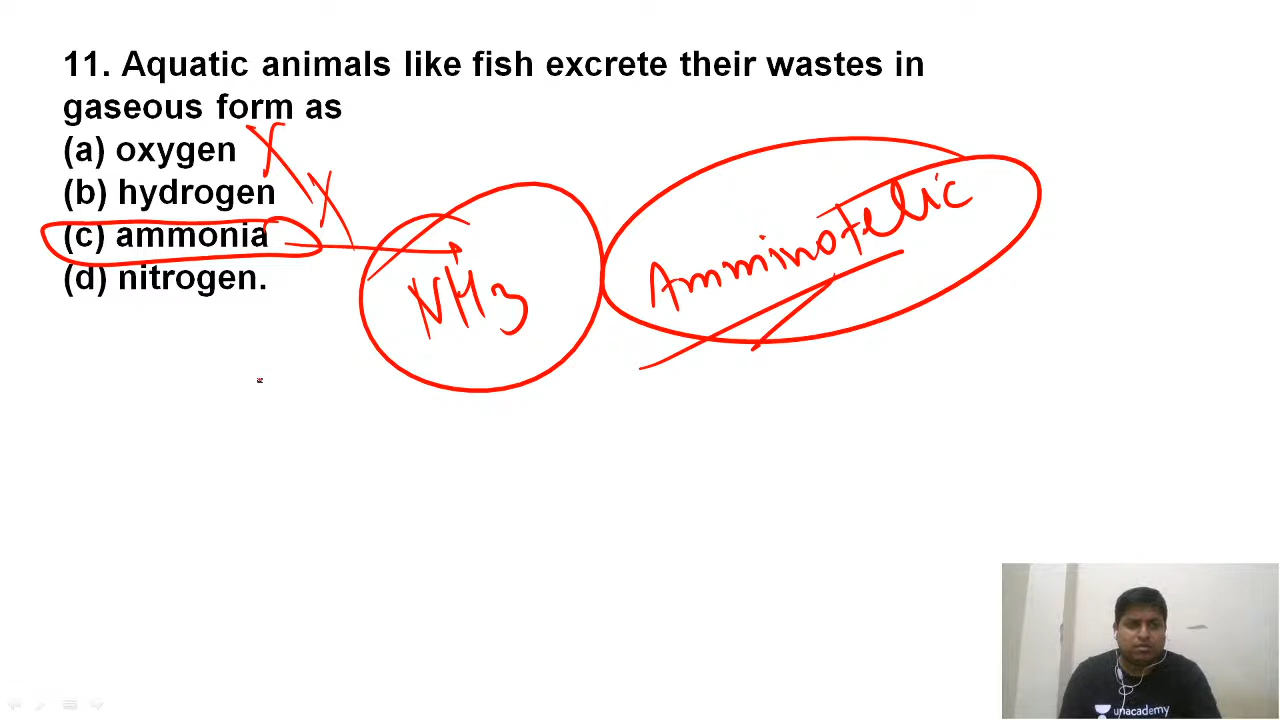 11. Aquatic animals like fish excrete their wastes in
gaseous form as
(a) oxygen
(b) hydrogen
(c) ammonia
(d) nitrogen.
NH3
AmminoTelic
unacademy